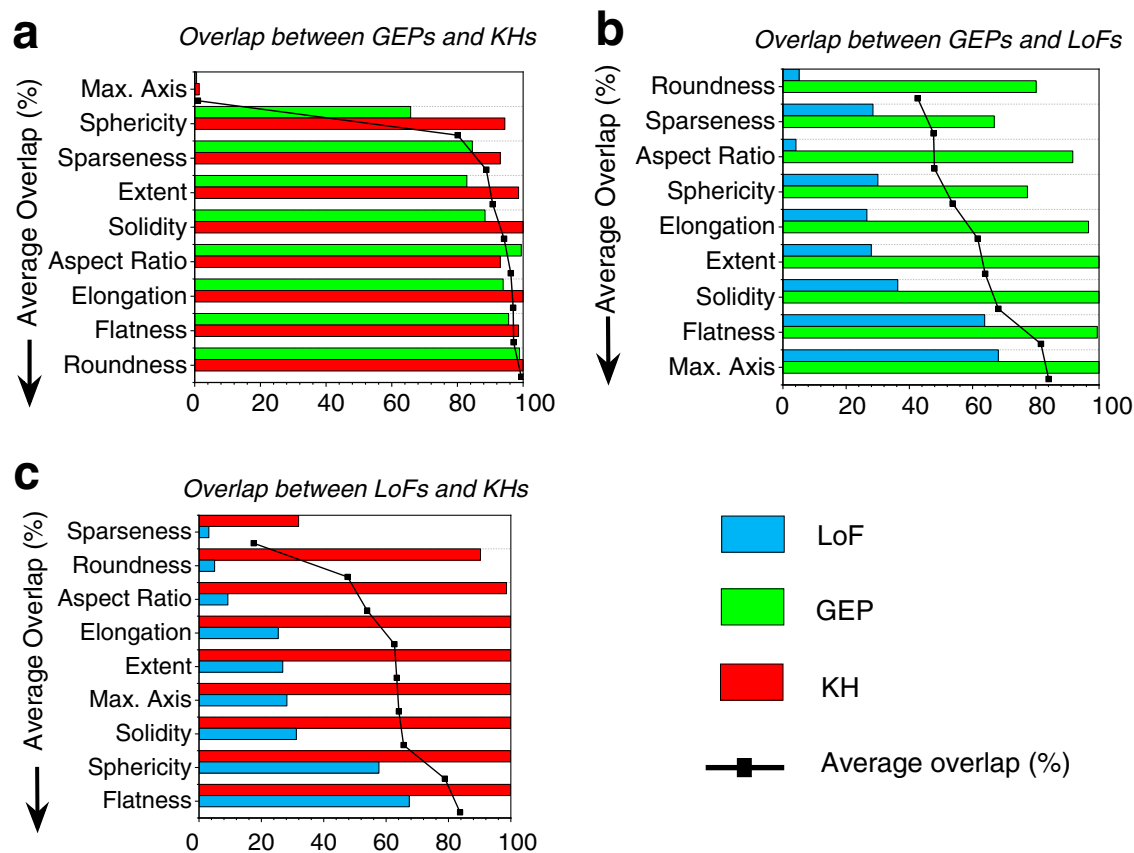 a
Overlap between GEPs and KHs
Average Overlap (%)
Max. Axis
Sphericity
Sparseness
Extent
Solidity
Aspect Ratio
Elongation
Flatness
Roundness
0 20 40 60 80 100
b
Overlap between GEPs and LoFs
Average Overlap (%)
Roundness
Sparseness
Aspect Ratio
Sphericity
Elongation
Extent
Solidity
Flatness
Max. Axis
0 20 40 60 80 100
c
Overlap between LoFs and KHs
Average Overlap (%)
Sparseness
Roundness
Aspect Ratio
Elongation
Extent
Max. Axis
Solidity
Sphericity
Flatness
0 20 40 60 80 100
LoF
GEP
KH
Average overlap (%)